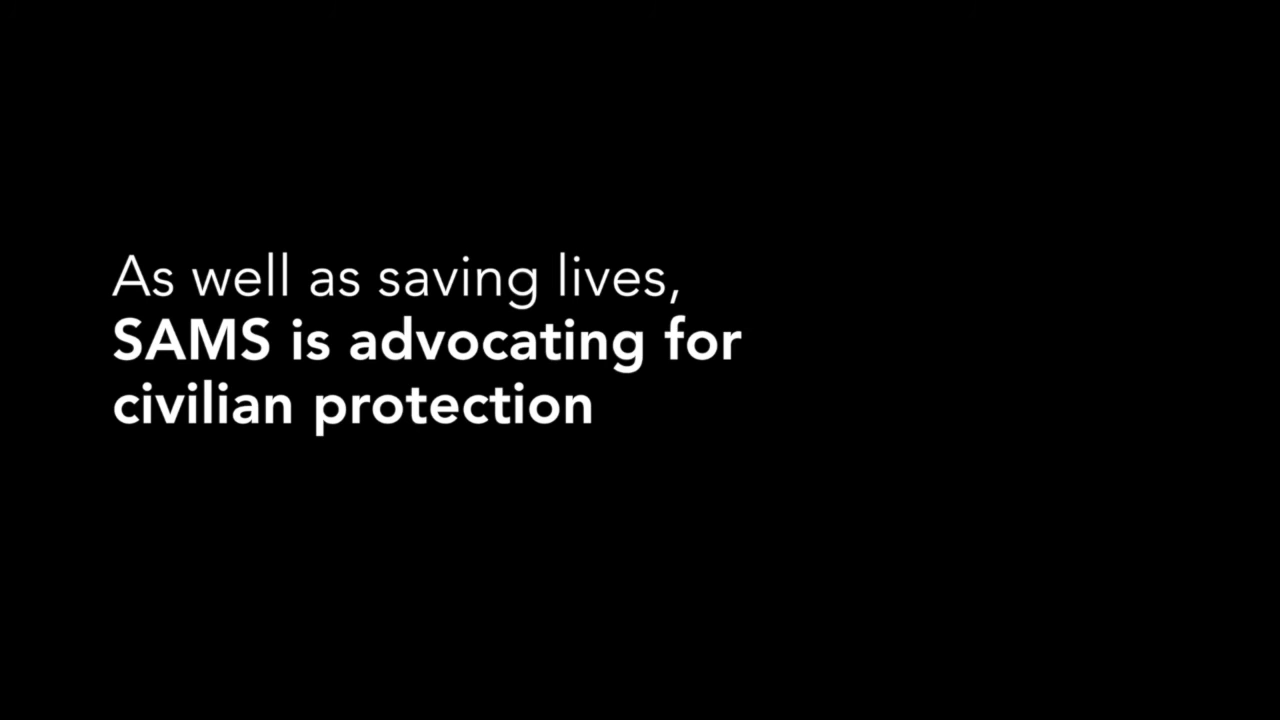 As well as saving lives,
SAMS is advocating for
civilian protection